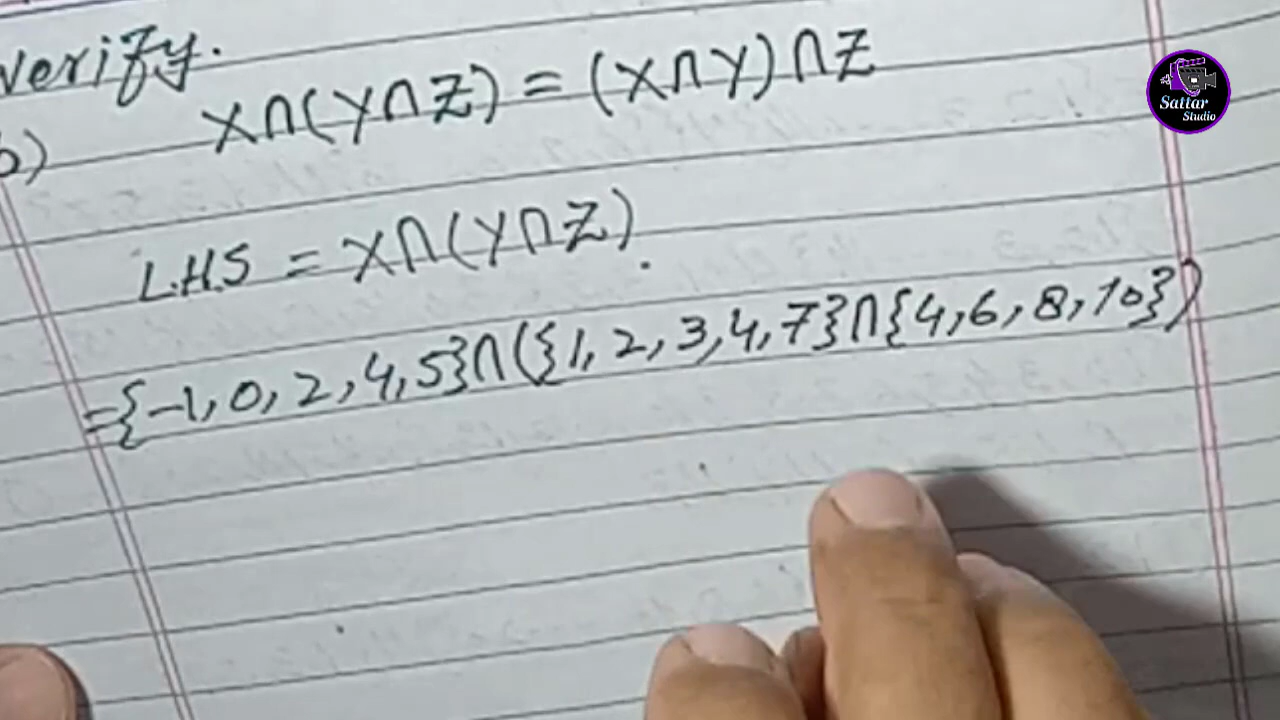 Verify.
b) X∩(Y∩Z) = (X∩Y)∩Z
L.H.S = X∩(Y∩Z).
={-1,0,2,4,5}∩({1,2,3,4,7}∩{4,6,8,10})
Sattar
Studio